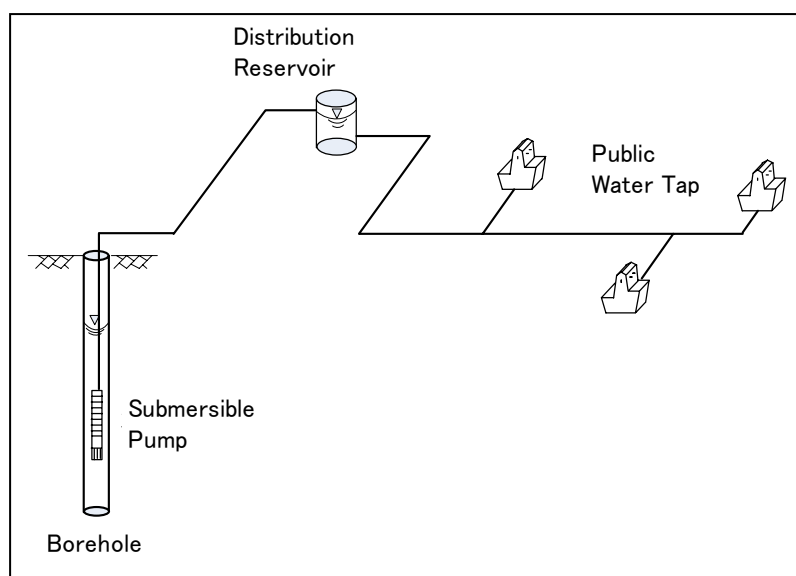 Distribution
Reservoir
Public
Water Tap
Submersible
Pump
Borehole